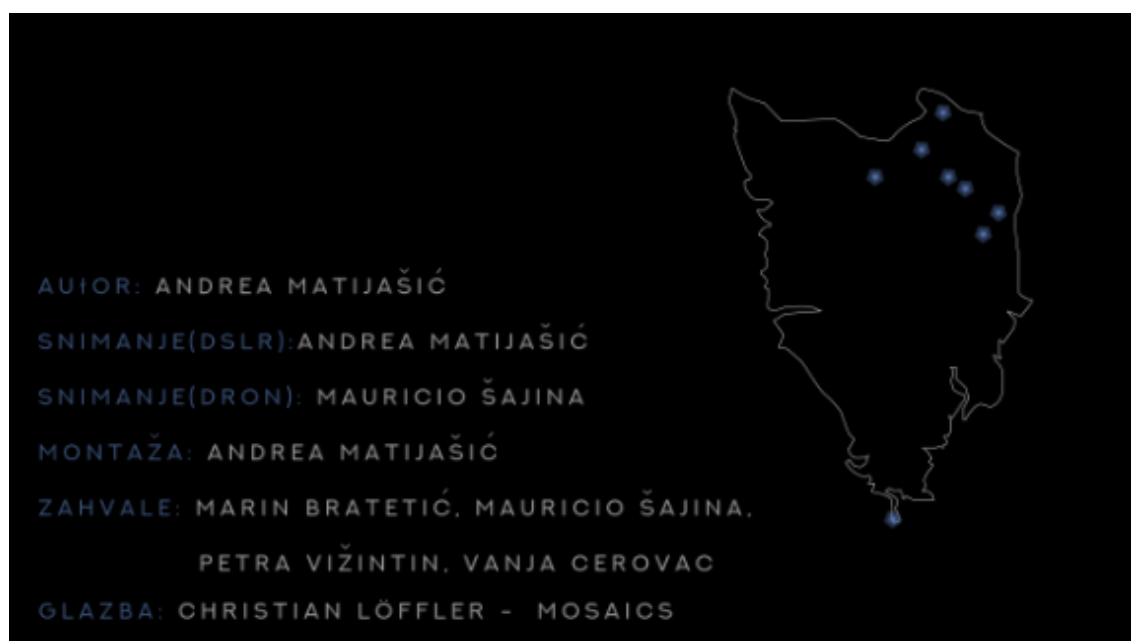 AUTOR: ANDREA MATIJAŠIĆ
SNIMANJE(DSLR):ANDREA MATIJAŠIĆ
SNIMANJE(DRON): MAURICIO ŠAJINA
MONTAŽA: ANDREA MATIJAŠIĆ
ZAHVALE: MARIN BRATETIĆ, MAURICIO ŠAJINA,
PETRA VIŽINTIN, VANJA CEROVAC
GLAZBA: CHRISTIAN LÖFFLER - MOSAICS